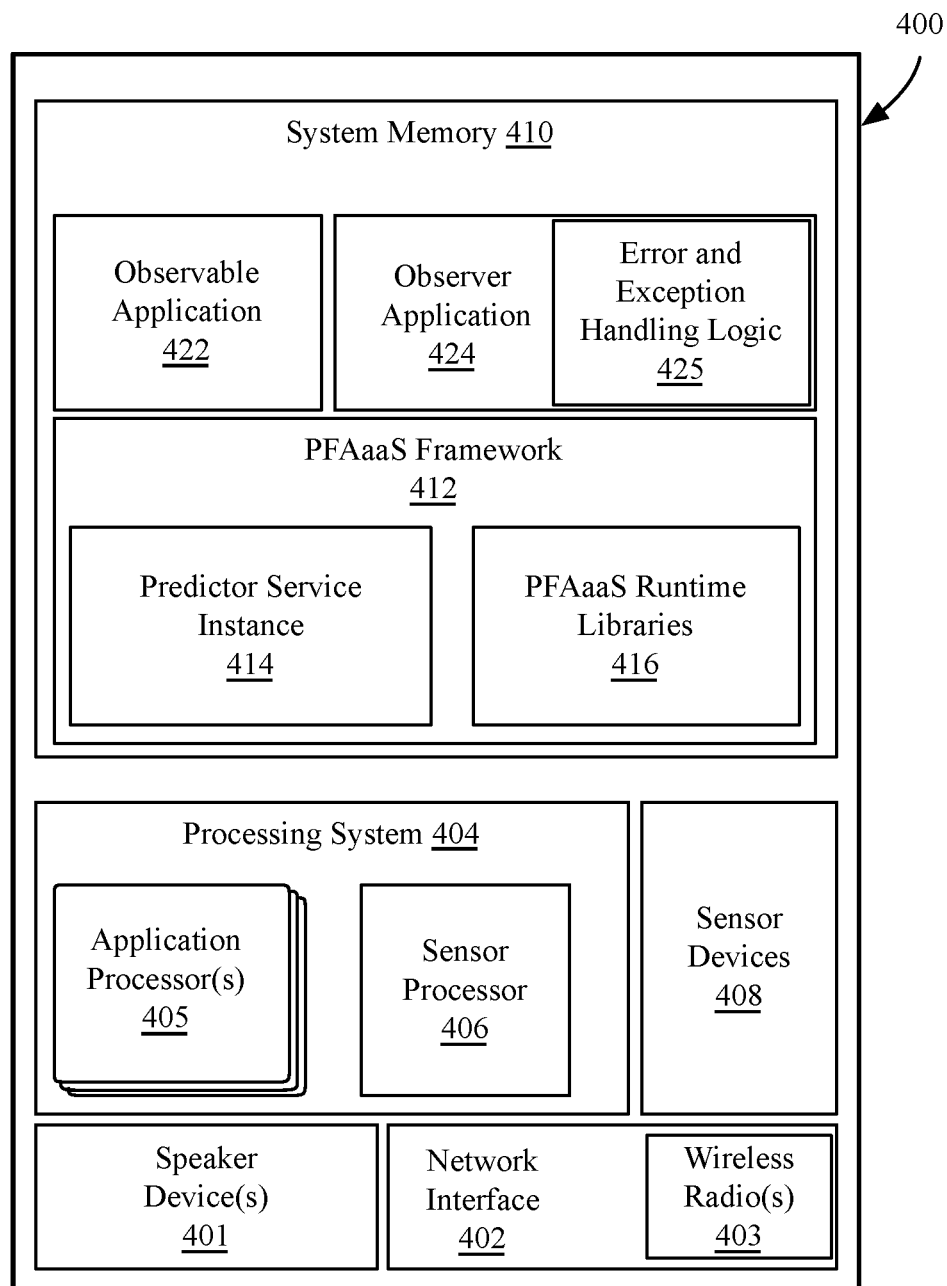 400
System Memory 410
Observable
Application
422
Observer
Application
424
Error and
Exception
Handling Logic
425
PFAaaS Framework
412
Predictor Service
Instance
414
PFAaaS Runtime
Libraries
416
Processing System 404
Application
Processor(s)
405
Sensor
Processor
406
Sensor
Devices
408
Speaker
Device(s)
401
Network
Interface
402
Wireless
Radio(s)
403